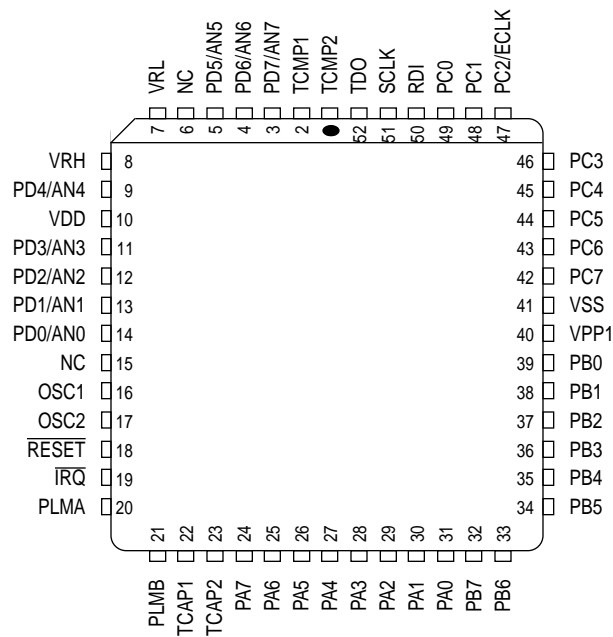 VRL NC PD5/AN5 PD6/AN6 PD7/AN7 TCMP1 TCMP2 TDO SCLK RDI PC0 PC1 PC2/ECLK
7 6 5 4 3 2 52 51 50 49 48 47
VRH 8 46 PC3
PD4/AN4 9 45 PC4
VDD 10 44 PC5
PD3/AN3 11 43 PC6
PD2/AN2 12 42 PC7
PD1/AN1 13 41 VSS
PD0/AN0 14 40 VPP1
NC 15 39 PB0
OSC1 16 38 PB1
OSC2 17 37 PB2
RESET 18 36 PB3
IRQ 19 35 PB4
PLMA 20 34 PB5
21 22 23 24 25 26 27 28 29 30 31 32 33
PLMB TCAP1 TCAP2 PA7 PA6 PA5 PA4 PA3 PA2 PA1 PA0 PB7 PB6